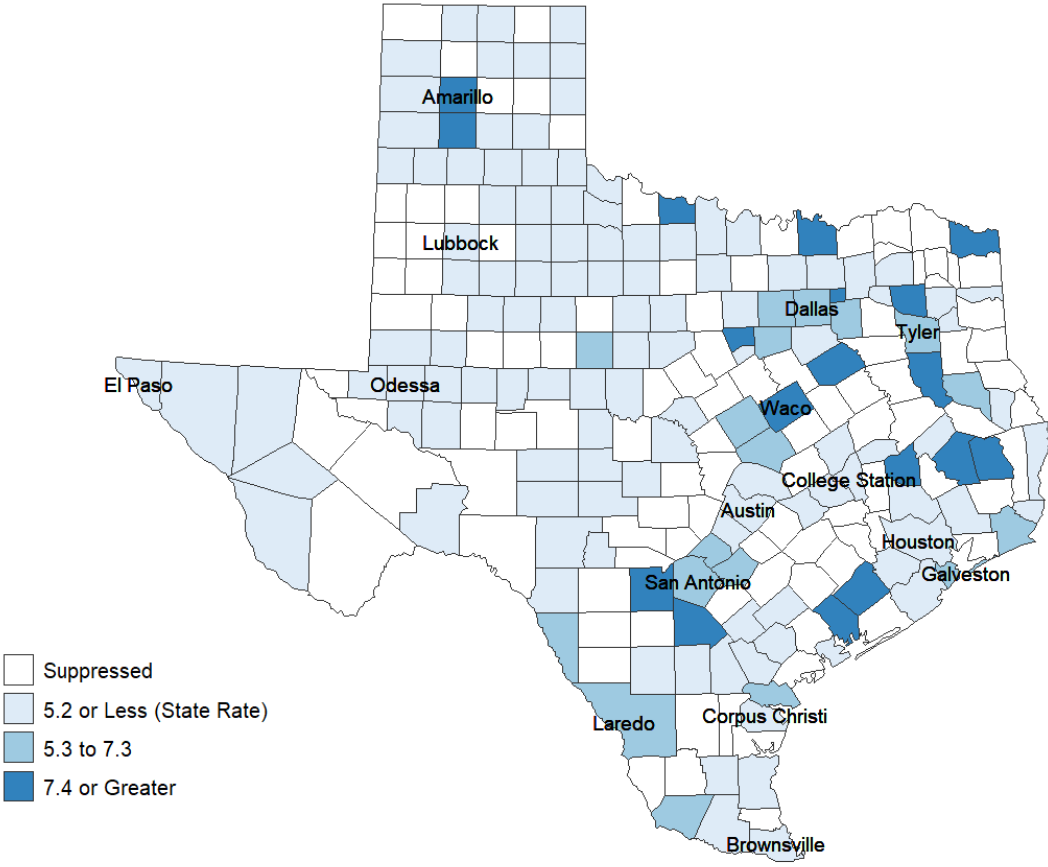 Amarillo
Lubbock
Dallas
Tyler
El Paso
Odessa
Waco
College Station
Austin
Houston
Galveston
San Antonio
Suppressed
5.2 or Less (State Rate)
Laredo
Corpus Christi
5.3 to 7.3
7.4 or Greater
Brownsville